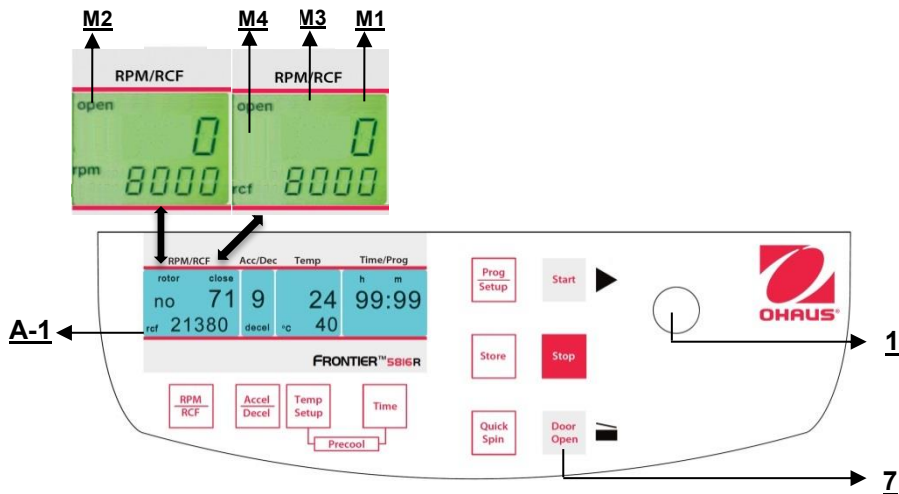 M2 M4 M3 M1
RPM/RCF RPM/RCF
open open
0 0
rpm 8000 rcf 8000
RPM/RCF Acc/Dec Temp Time/Prog
rotor close h m
no 71 9 24 99:99
rcf 21380 decel °C 40
A-1
FRONTIER™5816R
RPM
RCF
Accel
Decel
Temp
Setup
Time
Precool
Prog
Setup
Start
Store
Stop
Quick
Spin
Door
Open
OHAUS®
1
7